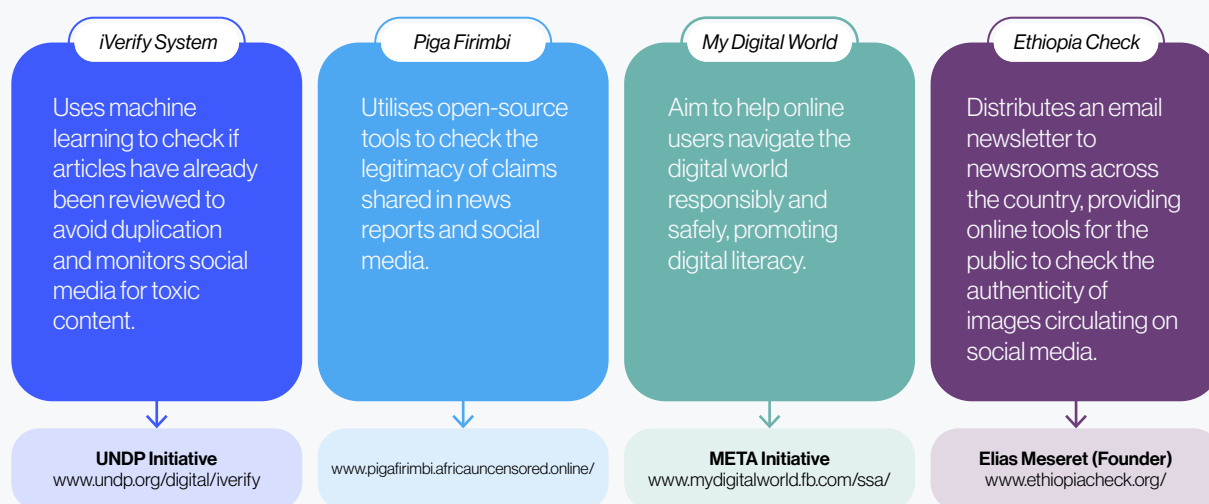 iVerify System
Uses machine
learning to check if
articles have already
been reviewed to
avoid duplication
and monitors social
media for toxic
content.
UNDP Initiative
www.undp.org/digital/iverify
Piga Firimbi
Utilises open-source
tools to check the
legitimacy of claims
shared in news
reports and social
media.
www.pigafirimbi.africauncensored.online/
My Digital World
Aim to help online
users navigate the
digital world
responsibly and
safely, promoting
digital literacy.
META Initiative
www.mydigitalworld.fb.com/ssa/
Ethiopia Check
Distributes an email
newsletter to
newsrooms across
the country, providing
online tools for the
public to check the
authenticity of
images circulating on
social media.
Elias Meseret (Founder)
www.ethiopiacheck.org/